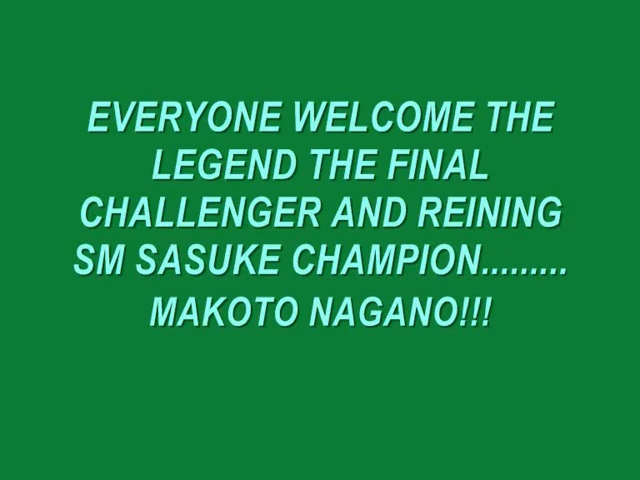 EVERYONE WELCOME THE
LEGEND THE FINAL
CHALLENGER AND REINING
SM SASUKE CHAMPION.........
MAKOTO NAGANO!!!